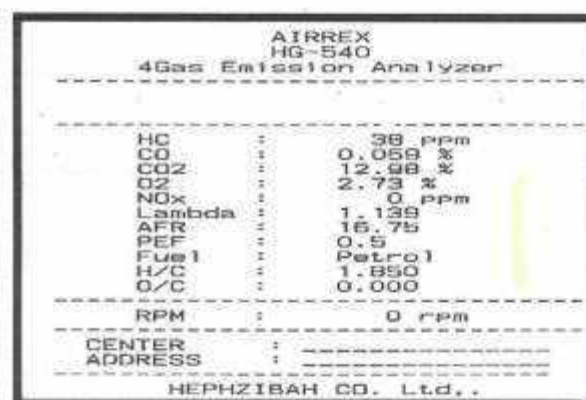 AIRREX
HG-540
4Gas Emission Analyzer
HC : 38 ppm
CO : 0.059 %
CO2 : 12.98 %
O2 : 2.73 %
NOx : 0 ppm
Lambda : 1.139
AFR : 16.75
PEF : 0.5
Fuel : Petrol
H/C : 1.850
O/C : 0.000
RPM : 0 rpm
CENTER :
ADDRESS :
HEPHZIBAH CO. Ltd,.